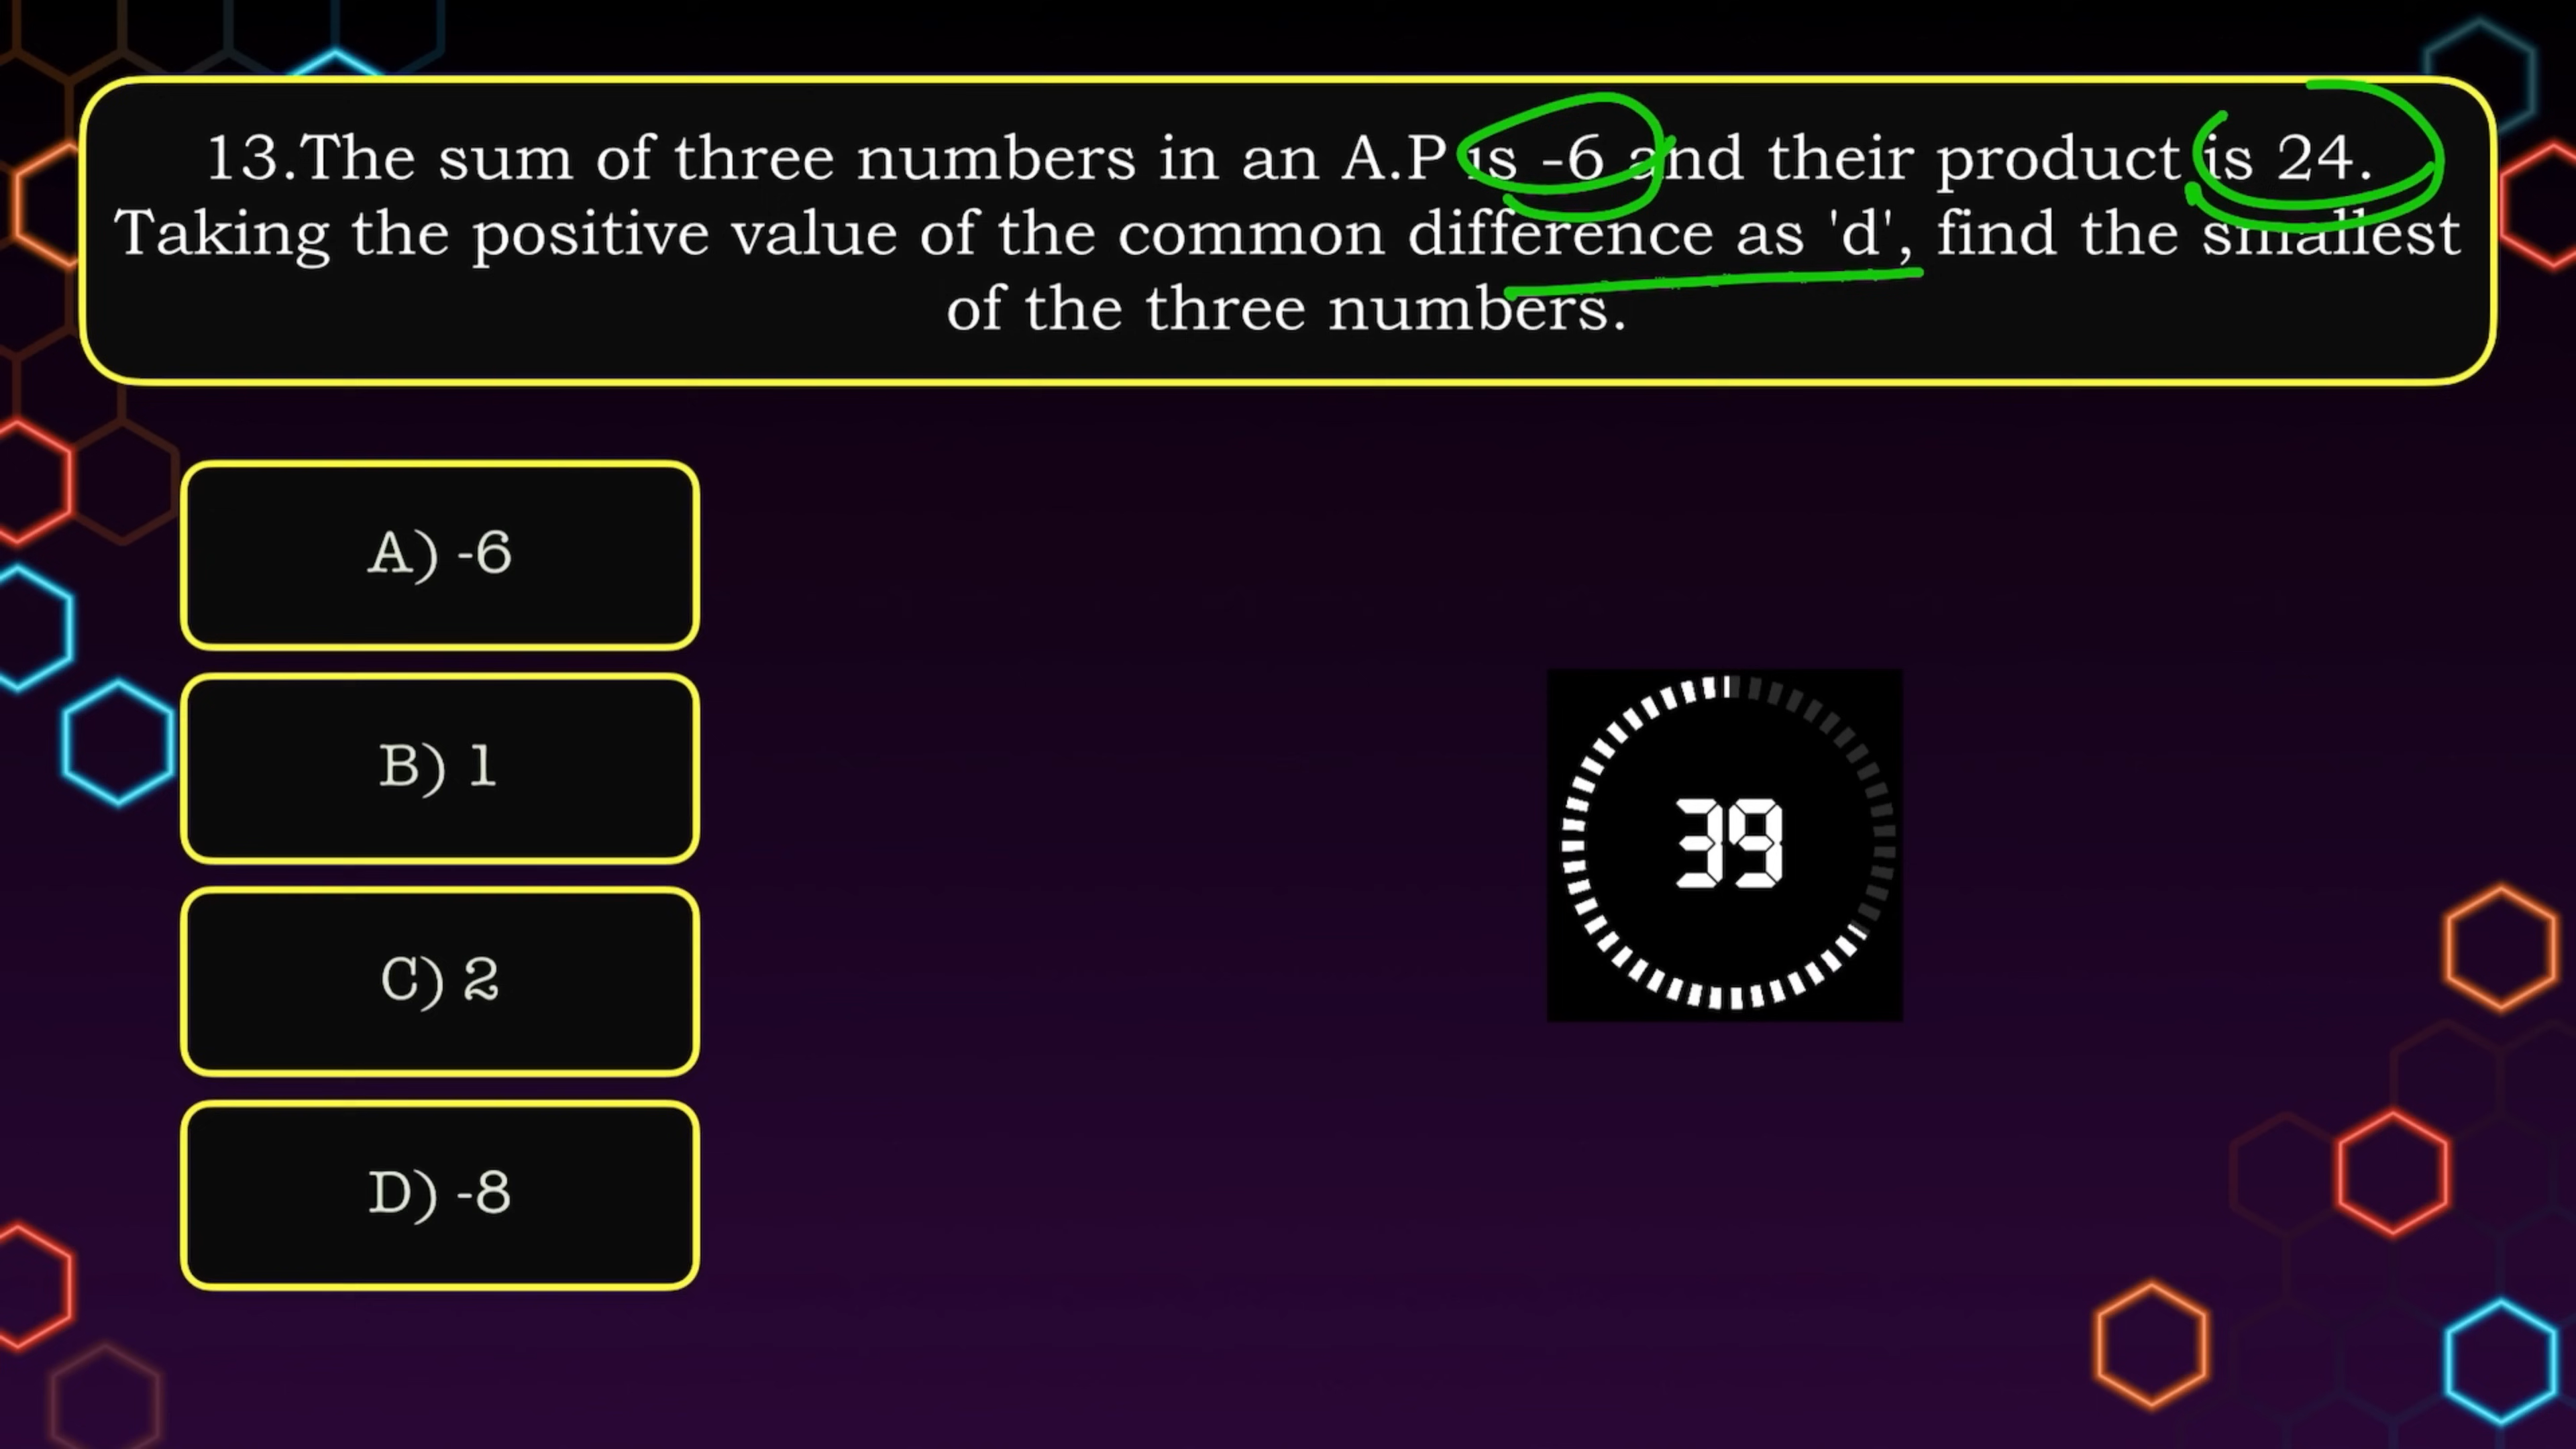 13.The sum of three numbers in an A.P is -6 and their product is 24.
Taking the positive value of the common difference as 'd', find the smallest
of the three numbers.
A) -6
B) 1
C) 2
D) -8
39